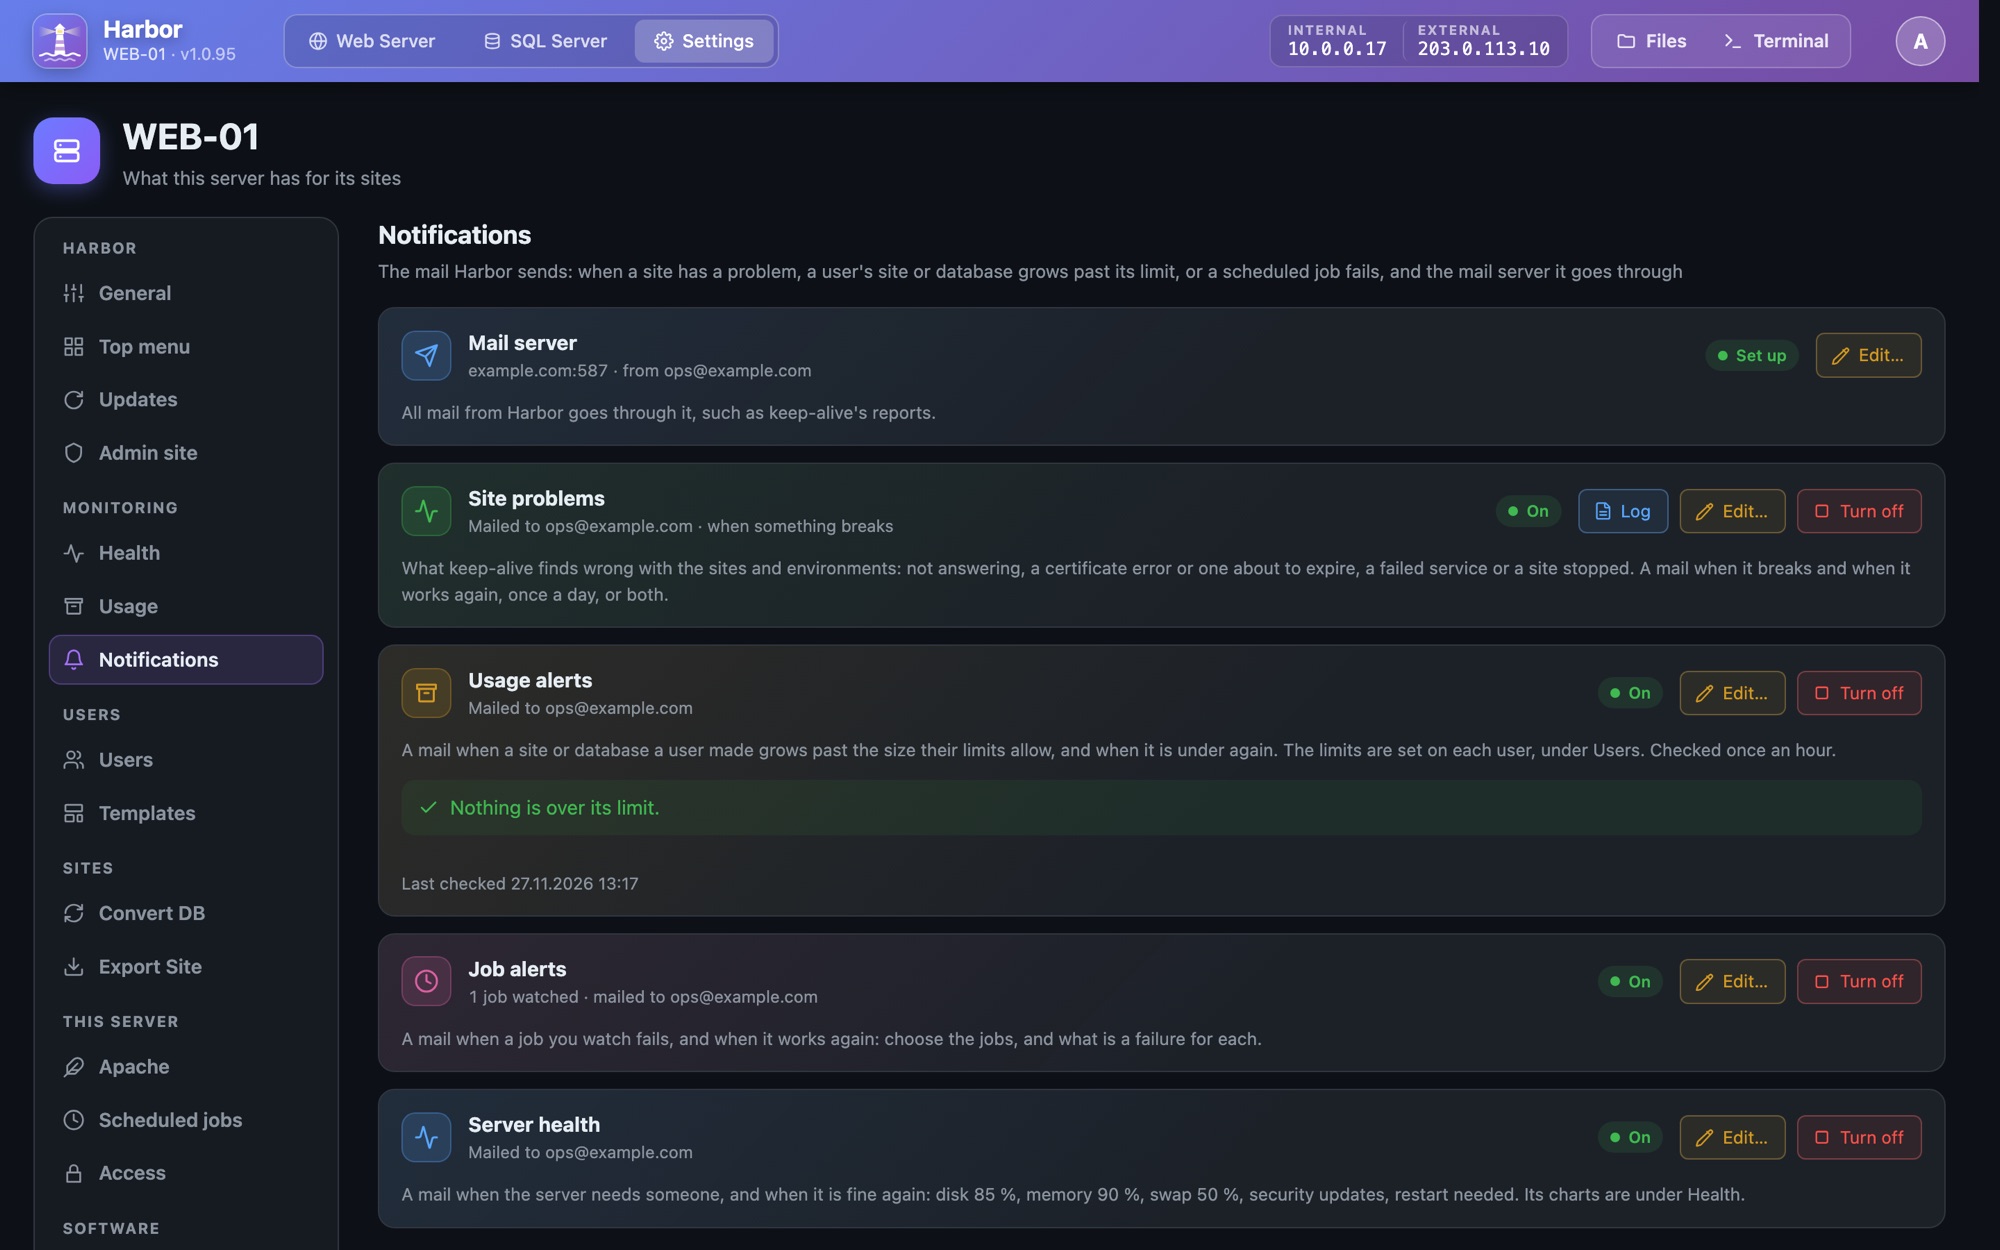 Harbor
WEB-01 · v1.0.95
Web Server
SQL Server
Settings
INTERNAL
10.0.0.17
EXTERNAL
203.0.113.10
Files
Terminal
A
WEB-01
What this server has for its sites
HARBOR
General
Top menu
Updates
Admin site
MONITORING
Health
Usage
Notifications
USERS
Users
Templates
SITES
Convert DB
Export Site
THIS SERVER
Apache
Scheduled jobs
Access
SOFTWARE
Notifications
The mail Harbor sends: when a site has a problem, a user's site or database grows past its limit, or a scheduled job fails, and the mail server it goes through
Mail server
example.com:587 · from ops@example.com
Set up
Edit...
All mail from Harbor goes through it, such as keep-alive's reports.
Site problems
Mailed to ops@example.com · when something breaks
On
Log
Edit...
Turn off
What keep-alive finds wrong with the sites and environments: not answering, a certificate error or one about to expire, a failed service or a site stopped. A mail when it breaks and when it
works again, once a day, or both.
Usage alerts
Mailed to ops@example.com
On
Edit...
Turn off
A mail when a site or database a user made grows past the size their limits allow, and when it is under again. The limits are set on each user, under Users. Checked once an hour.
Nothing is over its limit.
Last checked 27.11.2026 13:17
Job alerts
1 job watched · mailed to ops@example.com
On
Edit...
Turn off
A mail when a job you watch fails, and when it works again: choose the jobs, and what is a failure for each.
Server health
Mailed to ops@example.com
On
Edit...
Turn off
A mail when the server needs someone, and when it is fine again: disk 85 %, memory 90 %, swap 50 %, security updates, restart needed. Its charts are under Health.